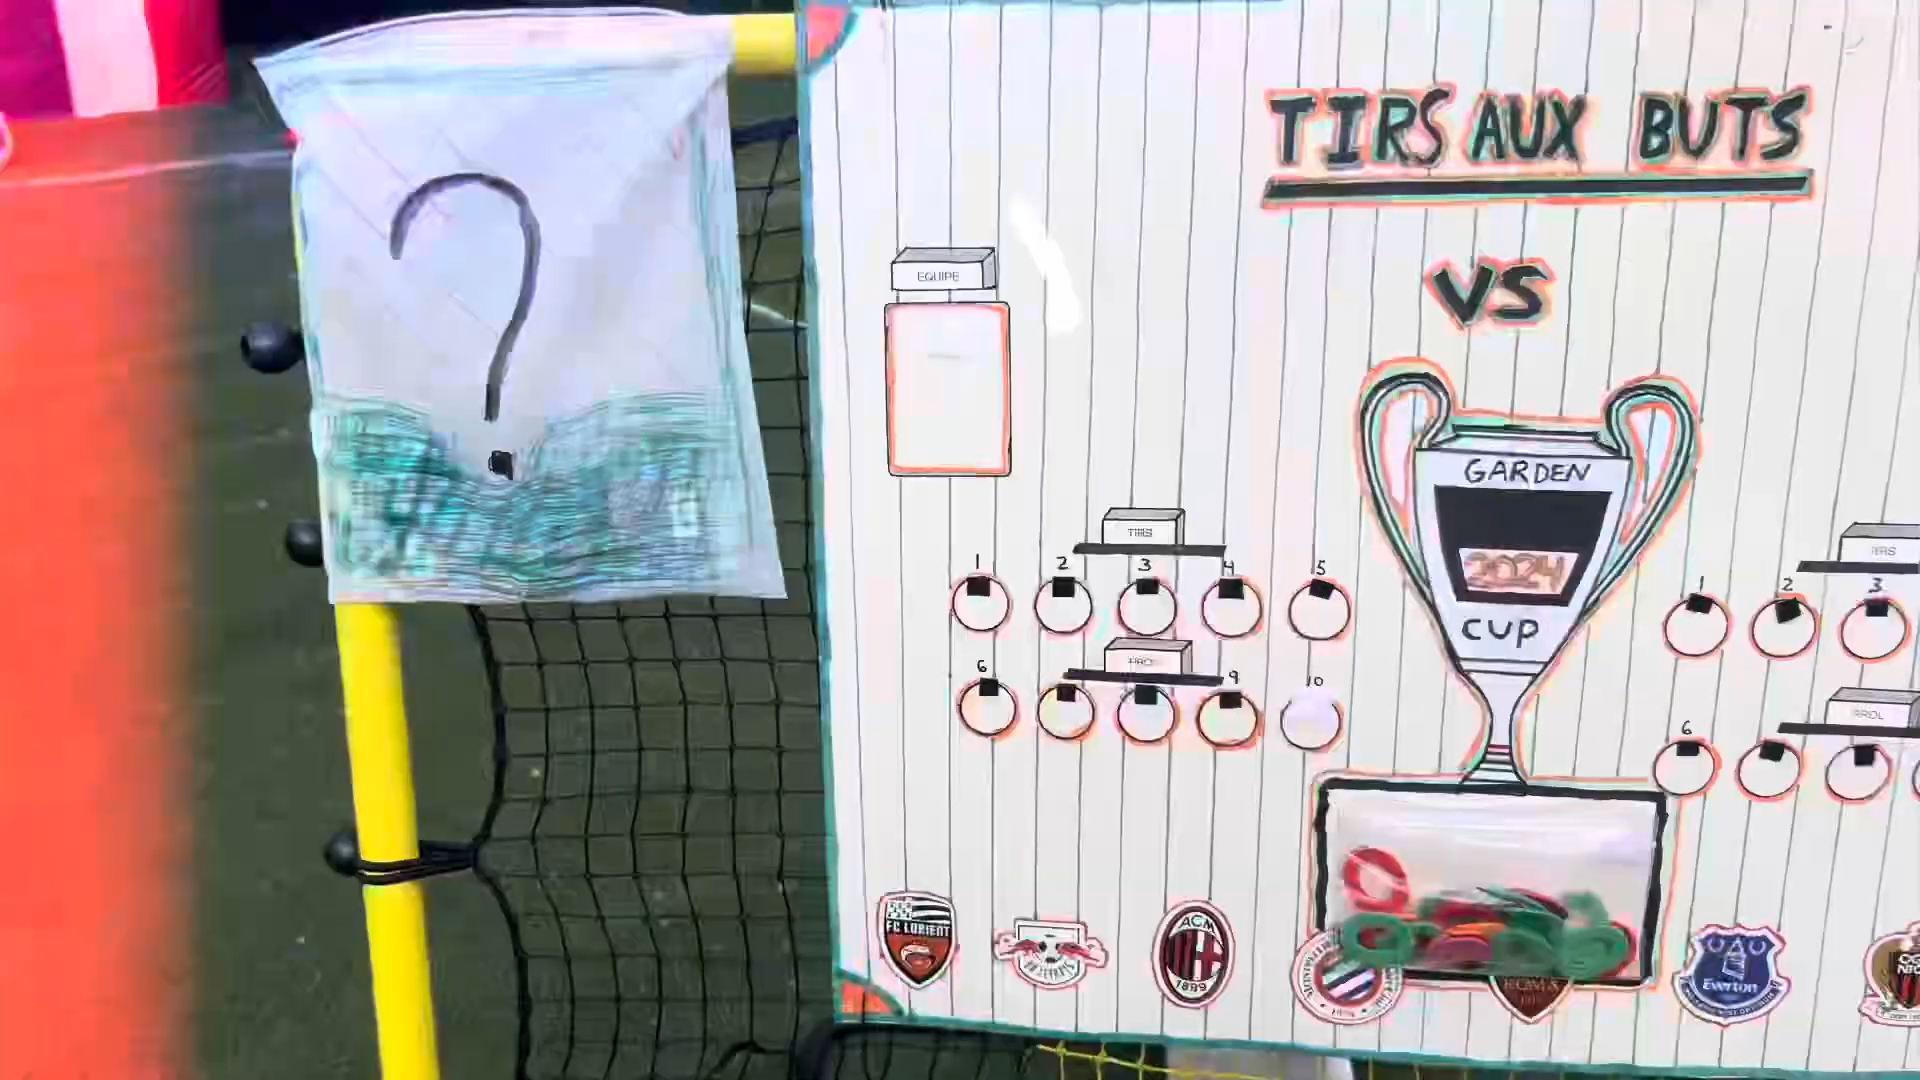 ?
TIRS AUX BUTS
VS
EQUIPE
GARDEN
2024
CUP
TIRS
1 2 3 4 5
6 9 10
TIRS
1 2 3
6
FC LORIENT
ACM
1899
Everton